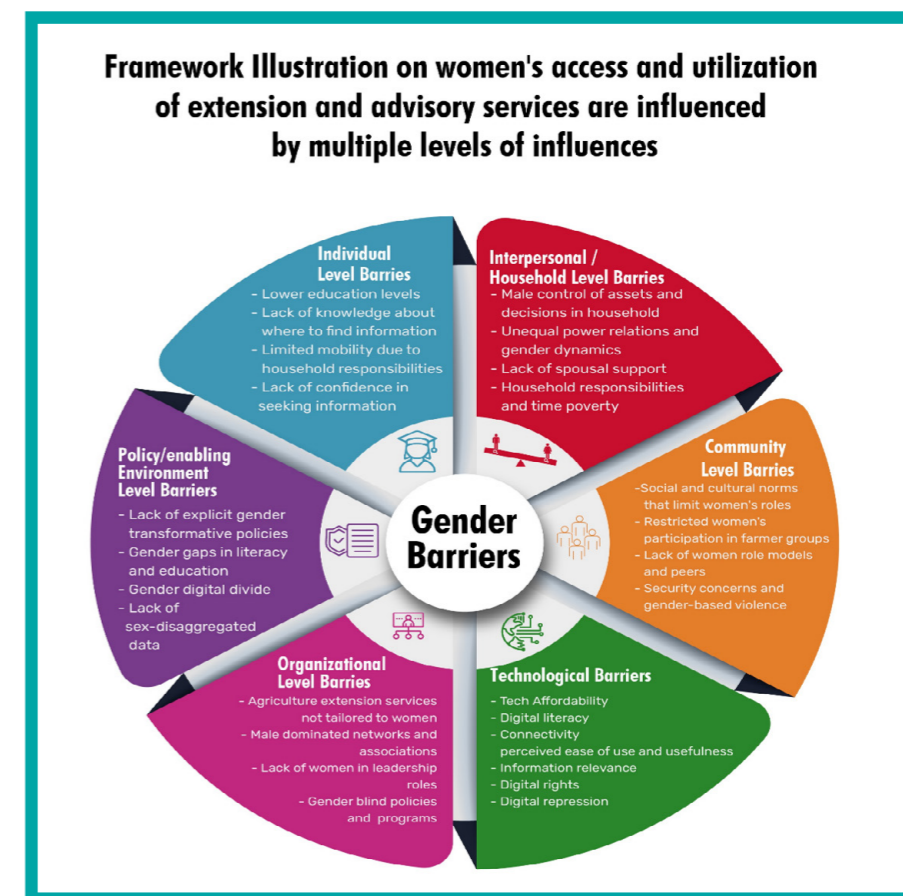 Framework Illustration on women's access and utilization
of extension and advisory services are influenced
by multiple levels of influences
Individual
Level Barries
- Lower education levels
- Lack of knowledge about
where to find information
- Limited mobility due to
household responsibilities
- Lack of confidence in
seeking information
Interpersonal /
Household Level Barries
- Male control of assets and
decisions in household
- Unequal power relations and
gender dynamics
- Lack of spousal support
- Household responsibilities
and time poverty
Community
Level Barries
-Social and cultural norms
that limit women's roles
- Restricted women's
participation in farmer groups
- Lack of women role models
and peers
- Security concerns and
gender-based violence
Technological Barriers
- Tech Affordability
- Digital literacy
- Connectivity
perceived ease of use and usefulness
- Information relevance
- Digital rights
- Digital repression
Organizational
Level Barries
- Agriculture extension services
not tailored to women
- Male dominated networks and
associations
- Lack of women in leadership
roles
- Gender blind policies
and programs
Policy/enabling
Environment
Level Barriers
- Lack of explicit gender
transformative policies
- Gender gaps in literacy
and education
- Gender digital divide
- Lack of
sex-disaggregated
data
Gender
Barriers